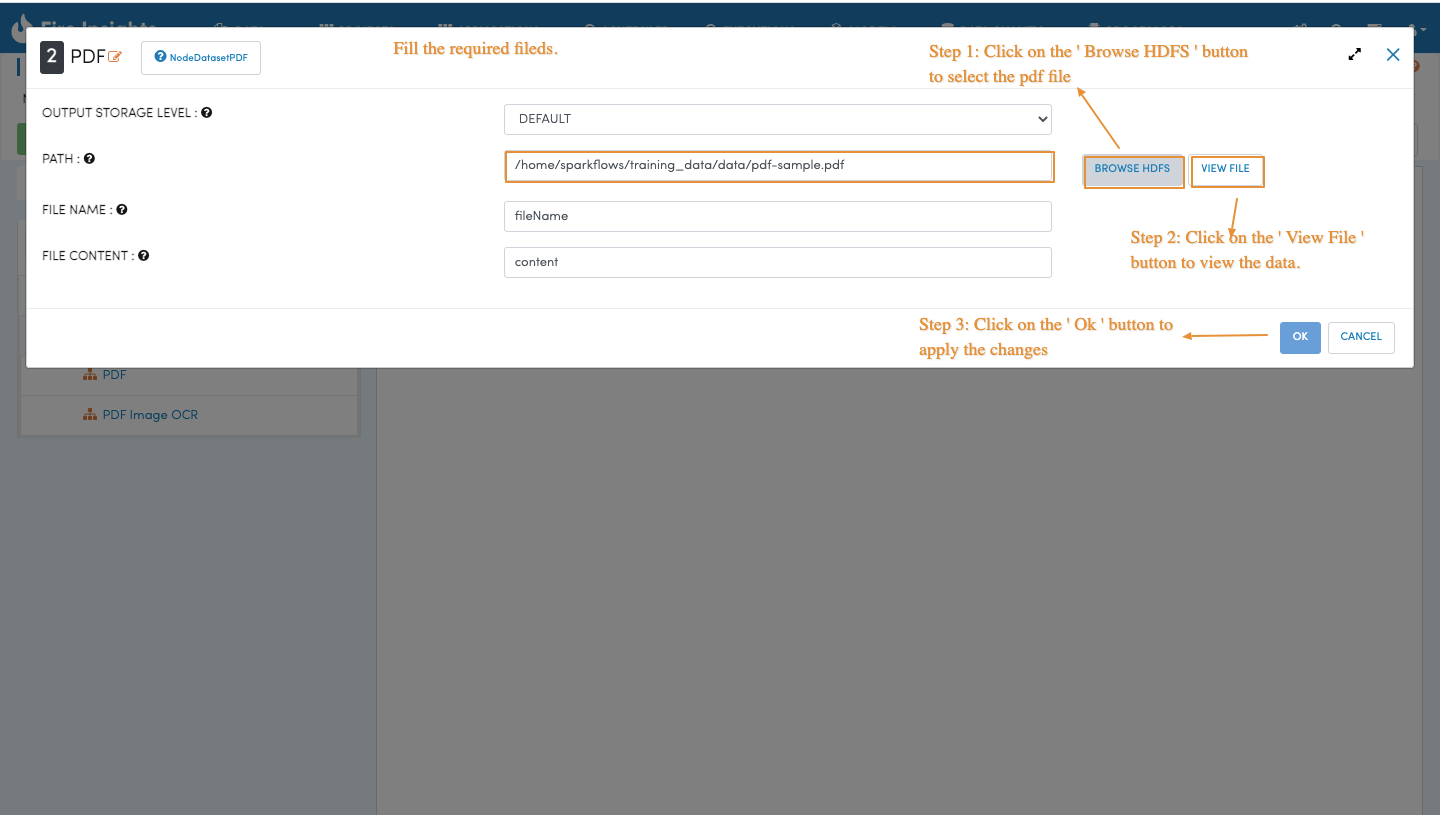 Fire Insights
2 PDF NodeDatasetPDF
Fill the required fileds.
Step 1: Click on the ' Browse HDFS ' button
to select the pdf file
OUTPUT STORAGE LEVEL :
DEFAULT
PATH :
/home/sparkflows/training_data/data/pdf-sample.pdf
BROWSE HDFS
VIEW FILE
FILE NAME :
fileName
Step 2: Click on the ' View File '
button to view the data.
FILE CONTENT :
content
Step 3: Click on the ' Ok ' button to
apply the changes
OK
CANCEL
PDF
PDF Image OCR